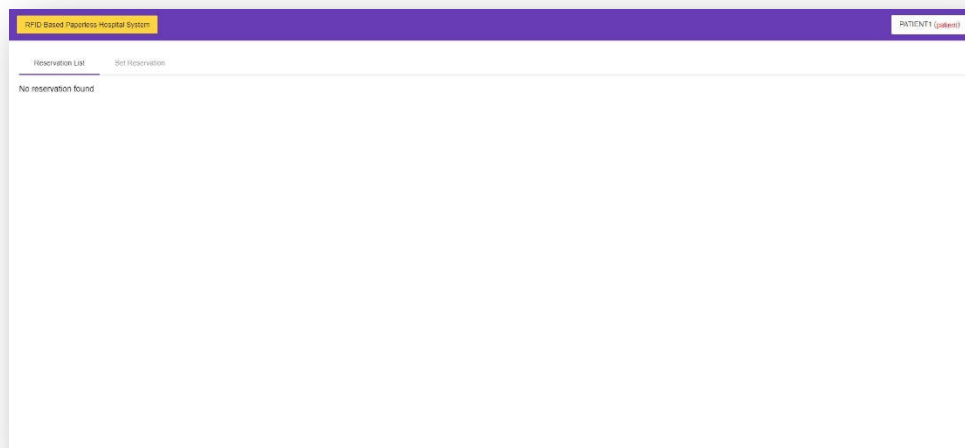 RFID Based Paperless Hospital System
PATIENT1 (patient)
Reservation List
Set Reservation
No reservation found